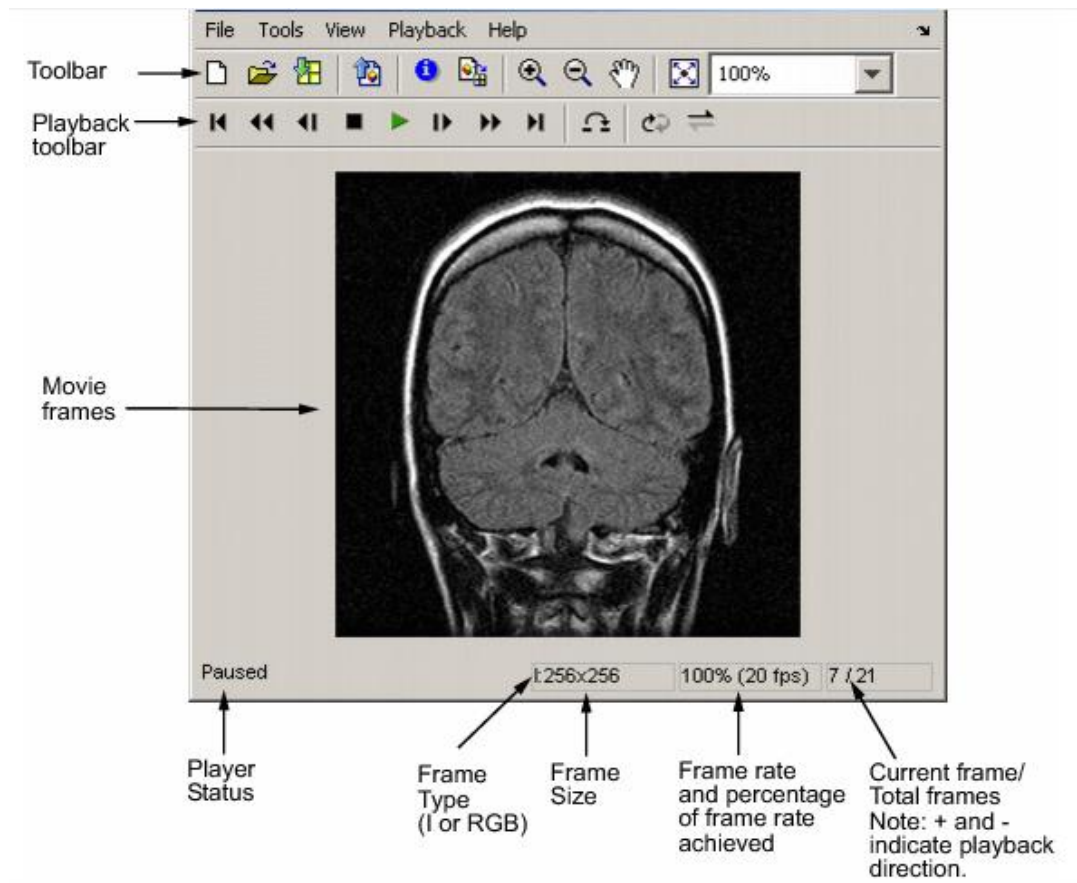 File Tools View Playback Help
Toolbar
100%
Playback
toolbar
Movie
frames
Paused
I:256x256
100% (20 fps)
7 / 21
Player
Status
Frame
Type
(I or RGB)
Frame
Size
Frame rate
and percentage
of frame rate
achieved
Current frame/
Total frames
Note: + and -
indicate playback
direction.